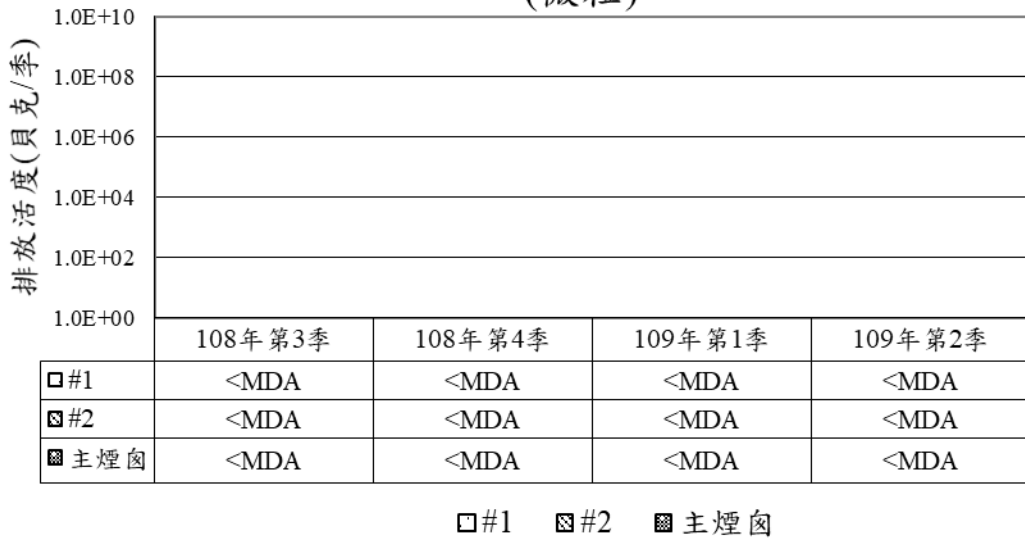 (微粒)
排放活度(貝克/季)
1.0E+10
1.0E+08
1.0E+06
1.0E+04
1.0E+02
1.0E+00
108年第3季 108年第4季 109年第1季 109年第2季
#1 <MDA <MDA <MDA <MDA
#2 <MDA <MDA <MDA <MDA
主煙囪 <MDA <MDA <MDA <MDA
#1 #2 主煙囪